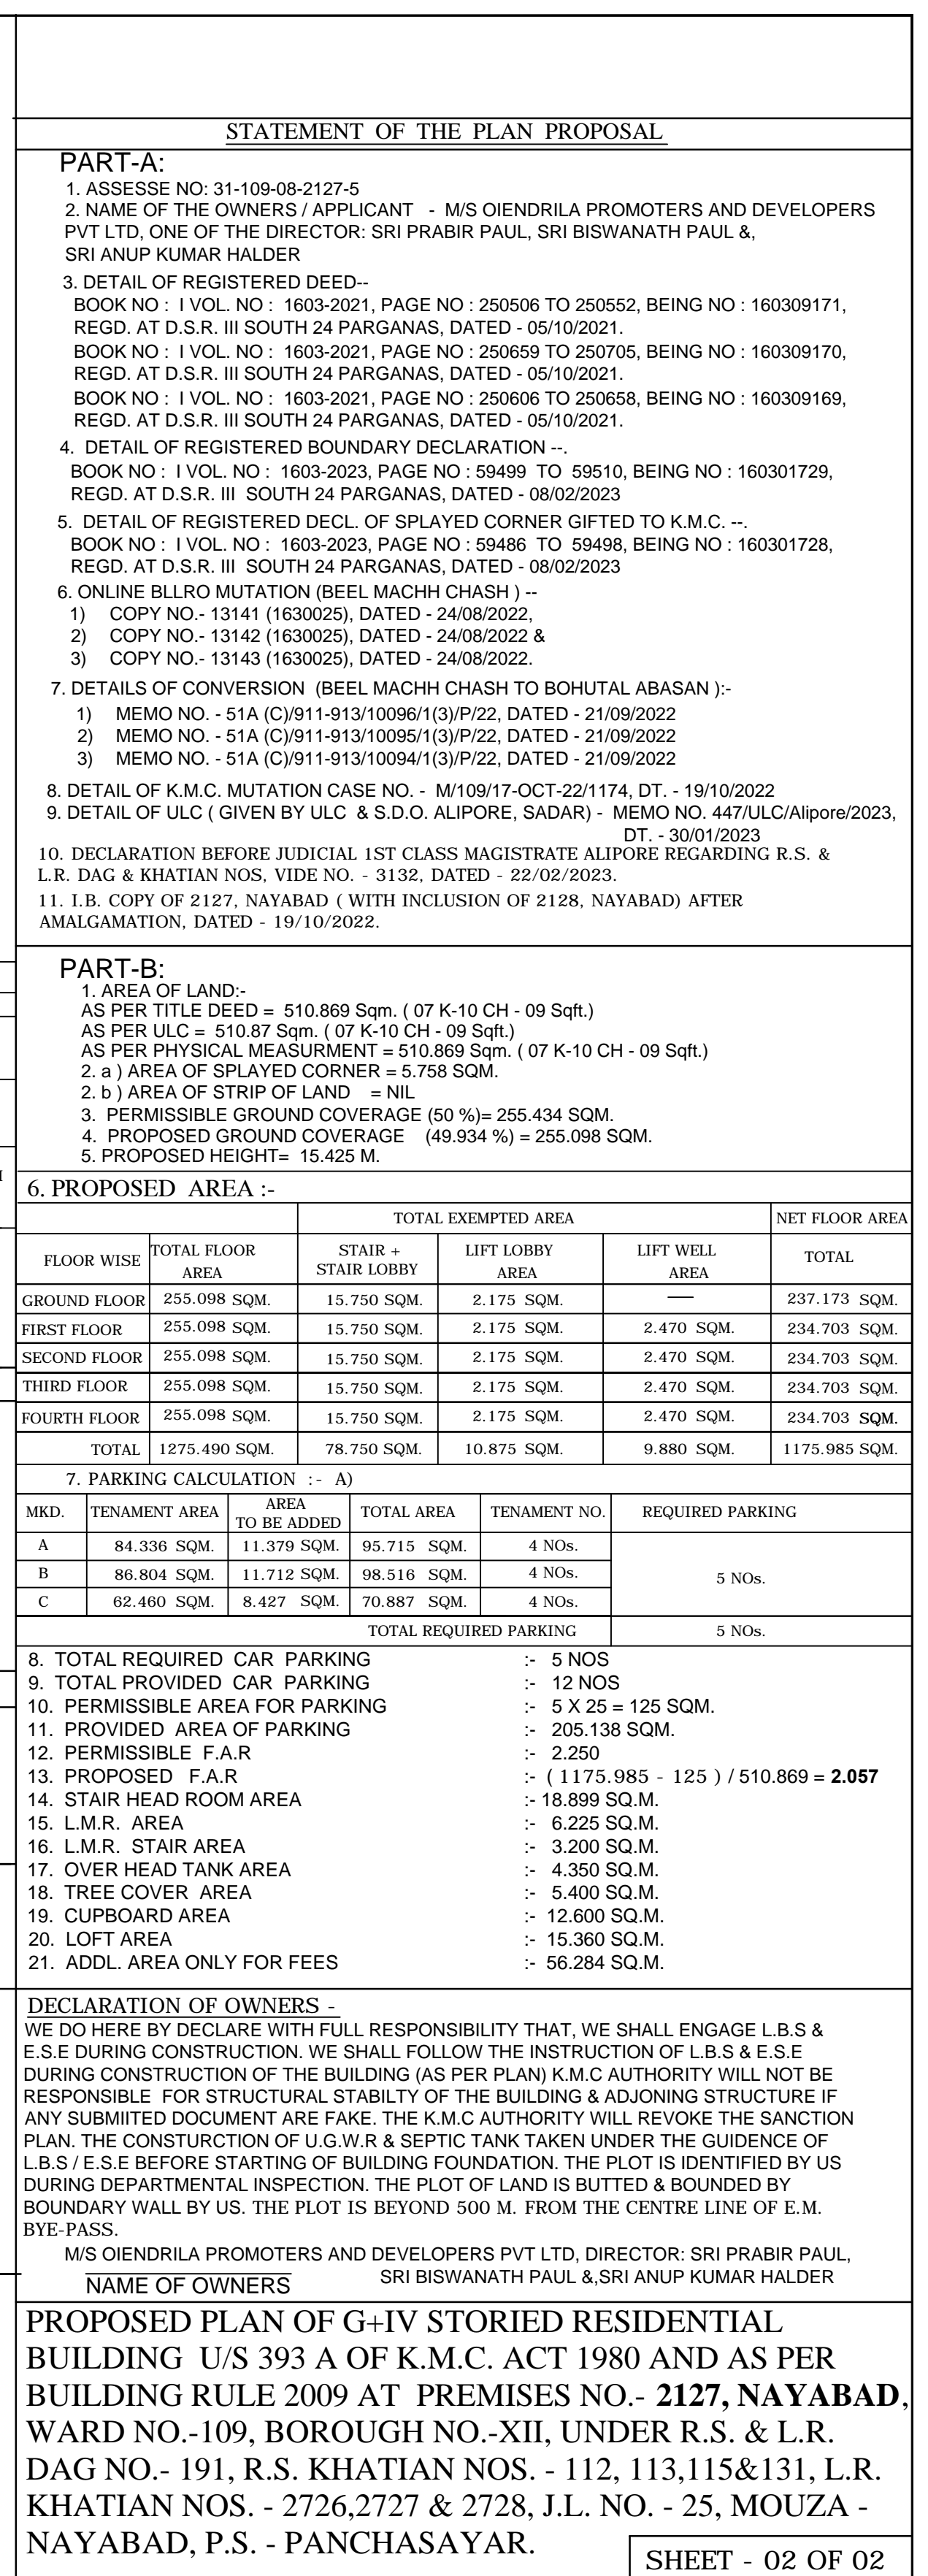 STATEMENT OF THE PLAN PROPOSAL
PART-A:
1. ASSESSE NO: 31-109-08-2127-5
2. NAME OF THE OWNERS / APPLICANT - M/S OIENDRILA PROMOTERS AND DEVELOPERS
PVT LTD, ONE OF THE DIRECTOR: SRI PRABIR PAUL, SRI BISWANATH PAUL &,
SRI ANUP KUMAR HALDER
3. DETAIL OF REGISTERED DEED--
BOOK NO : I VOL. NO : 1603-2021, PAGE NO : 250506 TO 250552, BEING NO : 160309171,
REGD. AT D.S.R. III SOUTH 24 PARGANAS, DATED - 05/10/2021.
BOOK NO : I VOL. NO : 1603-2021, PAGE NO : 250659 TO 250705, BEING NO : 160309170,
REGD. AT D.S.R. III SOUTH 24 PARGANAS, DATED - 05/10/2021.
BOOK NO : I VOL. NO : 1603-2021, PAGE NO : 250606 TO 250658, BEING NO : 160309169,
REGD. AT D.S.R. III SOUTH 24 PARGANAS, DATED - 05/10/2021.
4. DETAIL OF REGISTERED BOUNDARY DECLARATION --.
BOOK NO : I VOL. NO : 1603-2023, PAGE NO : 59499 TO 59510, BEING NO : 160301729,
REGD. AT D.S.R. III SOUTH 24 PARGANAS, DATED - 08/02/2023
5. DETAIL OF REGISTERED DECL. OF SPLAYED CORNER GIFTED TO K.M.C. --.
BOOK NO : I VOL. NO : 1603-2023, PAGE NO : 59486 TO 59498, BEING NO : 160301728,
REGD. AT D.S.R. III SOUTH 24 PARGANAS, DATED - 08/02/2023
6. ONLINE BLLRO MUTATION (BEEL MACHH CHASH ) --
1) COPY NO.- 13141 (1630025), DATED - 24/08/2022,
2) COPY NO.- 13142 (1630025), DATED - 24/08/2022 &
3) COPY NO.- 13143 (1630025), DATED - 24/08/2022.
7. DETAILS OF CONVERSION (BEEL MACHH CHASH TO BOHUTAL ABASAN ):-
1) MEMO NO. - 51A (C)/911-913/10096/1(3)/P/22, DATED - 21/09/2022
2) MEMO NO. - 51A (C)/911-913/10095/1(3)/P/22, DATED - 21/09/2022
3) MEMO NO. - 51A (C)/911-913/10094/1(3)/P/22, DATED - 21/09/2022
8. DETAIL OF K.M.C. MUTATION CASE NO. - M/109/17-OCT-22/1174, DT. - 19/10/2022
9. DETAIL OF ULC ( GIVEN BY ULC & S.D.O. ALIPORE, SADAR) - MEMO NO. 447/ULC/Alipore/2023,
DT. - 30/01/2023
10. DECLARATION BEFORE JUDICIAL 1ST CLASS MAGISTRATE ALIPORE REGARDING R.S. &
L.R. DAG & KHATIAN NOS, VIDE NO. - 3132, DATED - 22/02/2023.
11. I.B. COPY OF 2127, NAYABAD ( WITH INCLUSION OF 2128, NAYABAD) AFTER
AMALGAMATION, DATED - 19/10/2022.
PART-B:
1. AREA OF LAND:-
AS PER TITLE DEED = 510.869 Sqm. ( 07 K-10 CH - 09 Sqft.)
AS PER ULC = 510.87 Sqm. ( 07 K-10 CH - 09 Sqft.)
AS PER PHYSICAL MEASURMENT = 510.869 Sqm. ( 07 K-10 CH - 09 Sqft.)
2. a ) AREA OF SPLAYED CORNER = 5.758 SQM.
2. b ) AREA OF STRIP OF LAND = NIL
3. PERMISSIBLE GROUND COVERAGE (50 %)= 255.434 SQM.
4. PROPOSED GROUND COVERAGE (49.934 %) = 255.098 SQM.
5. PROPOSED HEIGHT= 15.425 M.
6. PROPOSED AREA :-
TOTAL EXEMPTED AREA NET FLOOR AREA
FLOOR WISE TOTAL FLOOR AREA STAIR + STAIR LOBBY LIFT LOBBY AREA LIFT WELL AREA TOTAL
GROUND FLOOR 255.098 SQM. 15.750 SQM. 2.175 SQM. — 237.173 SQM.
FIRST FLOOR 255.098 SQM. 15.750 SQM. 2.175 SQM. 2.470 SQM. 234.703 SQM.
SECOND FLOOR 255.098 SQM. 15.750 SQM. 2.175 SQM. 2.470 SQM. 234.703 SQM.
THIRD FLOOR 255.098 SQM. 15.750 SQM. 2.175 SQM. 2.470 SQM. 234.703 SQM.
FOURTH FLOOR 255.098 SQM. 15.750 SQM. 2.175 SQM. 2.470 SQM. 234.703 SQM.
TOTAL 1275.490 SQM. 78.750 SQM. 10.875 SQM. 9.880 SQM. 1175.985 SQM.
7. PARKING CALCULATION :- A)
MKD. TENAMENT AREA AREA TO BE ADDED TOTAL AREA TENAMENT NO. REQUIRED PARKING
A 84.336 SQM. 11.379 SQM. 95.715 SQM. 4 NOs.
B 86.804 SQM. 11.712 SQM. 98.516 SQM. 4 NOs. 5 NOs.
C 62.460 SQM. 8.427 SQM. 70.887 SQM. 4 NOs.
TOTAL REQUIRED PARKING 5 NOs.
8. TOTAL REQUIRED CAR PARKING :- 5 NOS
9. TOTAL PROVIDED CAR PARKING :- 12 NOS
10. PERMISSIBLE AREA FOR PARKING :- 5 X 25 = 125 SQM.
11. PROVIDED AREA OF PARKING :- 205.138 SQM.
12. PERMISSIBLE F.A.R :- 2.250
13. PROPOSED F.A.R :- ( 1175.985 - 125 ) / 510.869 = 2.057
14. STAIR HEAD ROOM AREA :- 18.899 SQ.M.
15. L.M.R. AREA :- 6.225 SQ.M.
16. L.M.R. STAIR AREA :- 3.200 SQ.M.
17. OVER HEAD TANK AREA :- 4.350 SQ.M.
18. TREE COVER AREA :- 5.400 SQ.M.
19. CUPBOARD AREA :- 12.600 SQ.M.
20. LOFT AREA :- 15.360 SQ.M.
21. ADDL. AREA ONLY FOR FEES :- 56.284 SQ.M.
DECLARATION OF OWNERS -
WE DO HERE BY DECLARE WITH FULL RESPONSIBILITY THAT, WE SHALL ENGAGE L.B.S &
E.S.E DURING CONSTRUCTION. WE SHALL FOLLOW THE INSTRUCTION OF L.B.S & E.S.E
DURING CONSTRUCTION OF THE BUILDING (AS PER PLAN) K.M.C AUTHORITY WILL NOT BE
RESPONSIBLE FOR STRUCTURAL STABILTY OF THE BUILDING & ADJONING STRUCTURE IF
ANY SUBMIITED DOCUMENT ARE FAKE. THE K.M.C AUTHORITY WILL REVOKE THE SANCTION
PLAN. THE CONSTURCTION OF U.G.W.R & SEPTIC TANK TAKEN UNDER THE GUIDENCE OF
L.B.S / E.S.E BEFORE STARTING OF BUILDING FOUNDATION. THE PLOT IS IDENTIFIED BY US
DURING DEPARTMENTAL INSPECTION. THE PLOT OF LAND IS BUTTED & BOUNDED BY
BOUNDARY WALL BY US. THE PLOT IS BEYOND 500 M. FROM THE CENTRE LINE OF E.M.
BYE-PASS.
M/S OIENDRILA PROMOTERS AND DEVELOPERS PVT LTD, DIRECTOR: SRI PRABIR PAUL,
SRI BISWANATH PAUL &,SRI ANUP KUMAR HALDER
NAME OF OWNERS
PROPOSED PLAN OF G+IV STORIED RESIDENTIAL
BUILDING U/S 393 A OF K.M.C. ACT 1980 AND AS PER
BUILDING RULE 2009 AT PREMISES NO.- 2127, NAYABAD,
WARD NO.-109, BOROUGH NO.-XII, UNDER R.S. & L.R.
DAG NO.- 191, R.S. KHATIAN NOS. - 112, 113,115&131, L.R.
KHATIAN NOS. - 2726,2727 & 2728, J.L. NO. - 25, MOUZA -
NAYABAD, P.S. - PANCHASAYAR.
SHEET - 02 OF 02